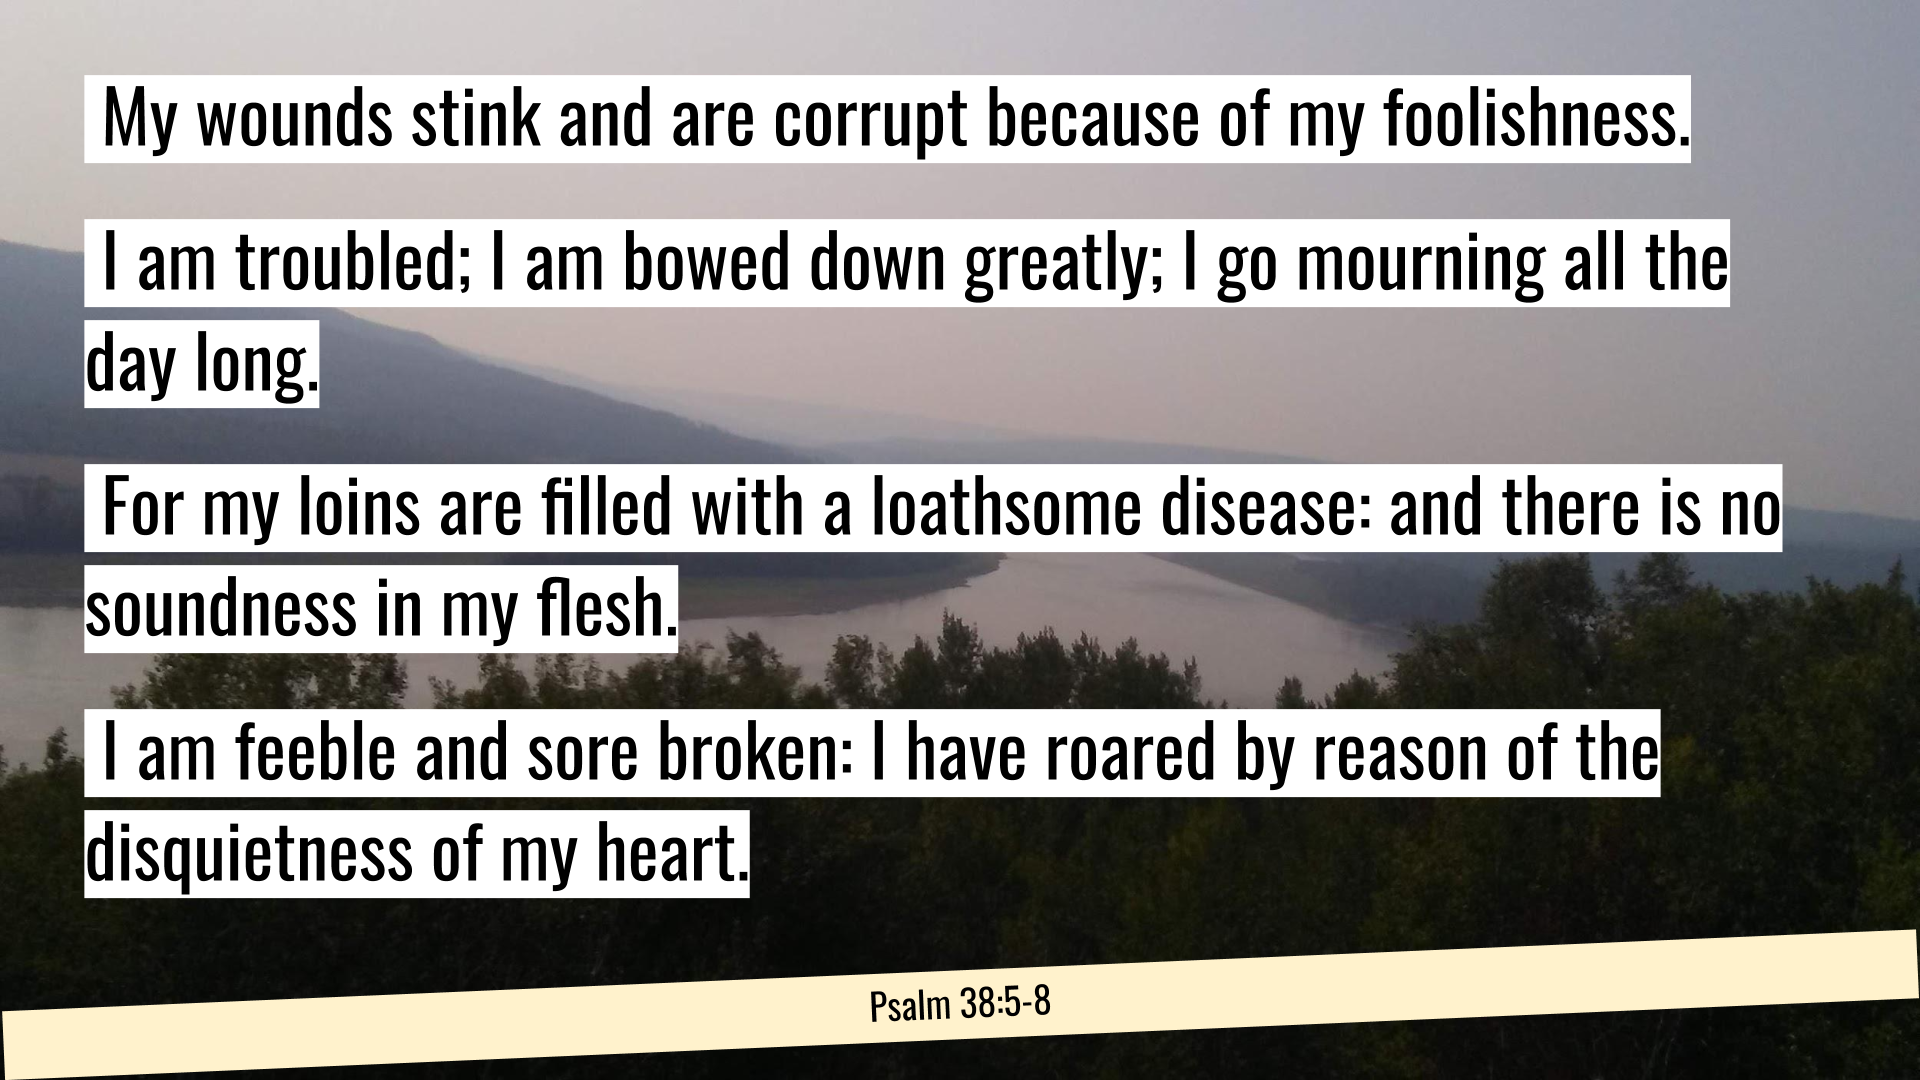 My wounds stink and are corrupt because of my foolishness.
I am troubled; I am bowed down greatly; I go mourning all the
day long.
For my loins are filled with a loathsome disease: and there is no
soundness in my flesh.
I am feeble and sore broken: I have roared by reason of the
disquietness of my heart.
Psalm 38:5-8